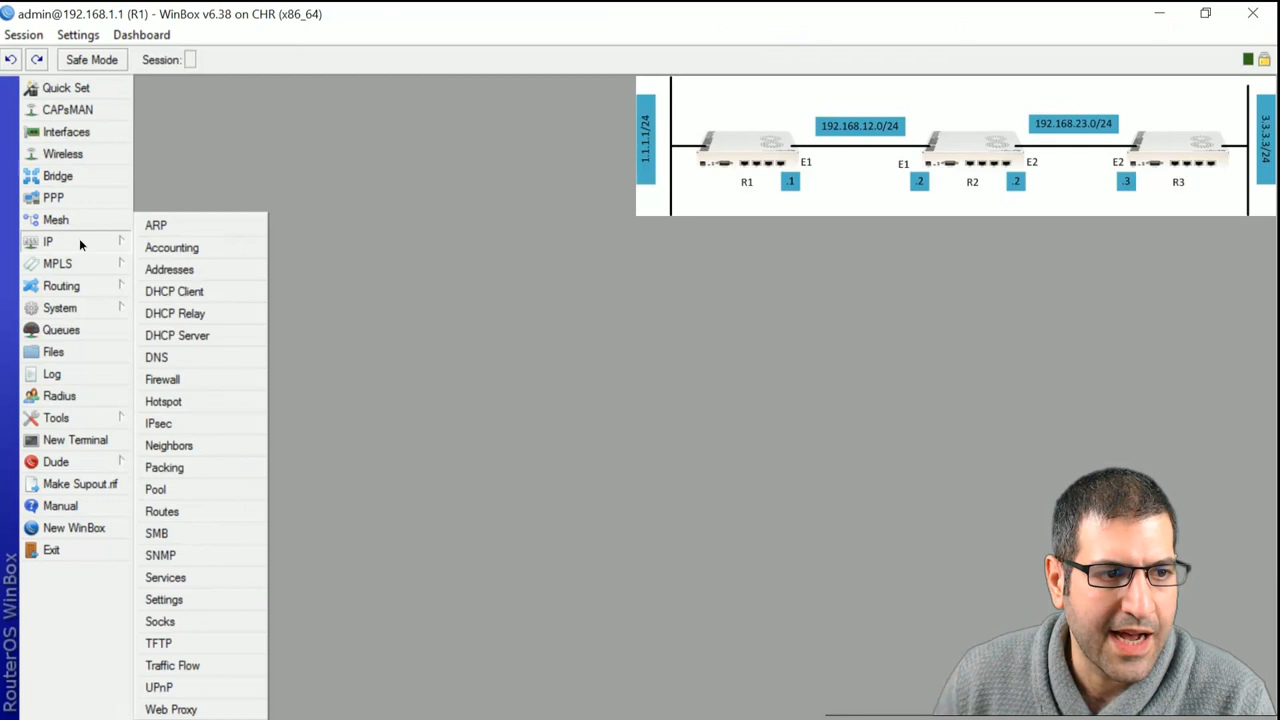 admin@192.168.1.1 (R1) - WinBox v6.38 on CHR (x86_64)
Session Settings Dashboard
Safe Mode Session:
Quick Set
CAPsMAN
Interfaces
Wireless
Bridge
PPP
Mesh
IP
MPLS
Routing
System
Queues
Files
Log
Radius
Tools
New Terminal
Dude
Make Supout.rif
Manual
New WinBox
Exit
RouterOS WinBox
ARP
Accounting
Addresses
DHCP Client
DHCP Relay
DHCP Server
DNS
Firewall
Hotspot
IPsec
Neighbors
Packing
Pool
Routes
SMB
SNMP
Services
Settings
Socks
TFTP
Traffic Flow
UPnP
Web Proxy
1.1.1.1/24
192.168.12.0/24
192.168.23.0/24
3.3.3.3/24
E1 E1 E2 E2
R1 .1 .2 R2 .2 .3 R3